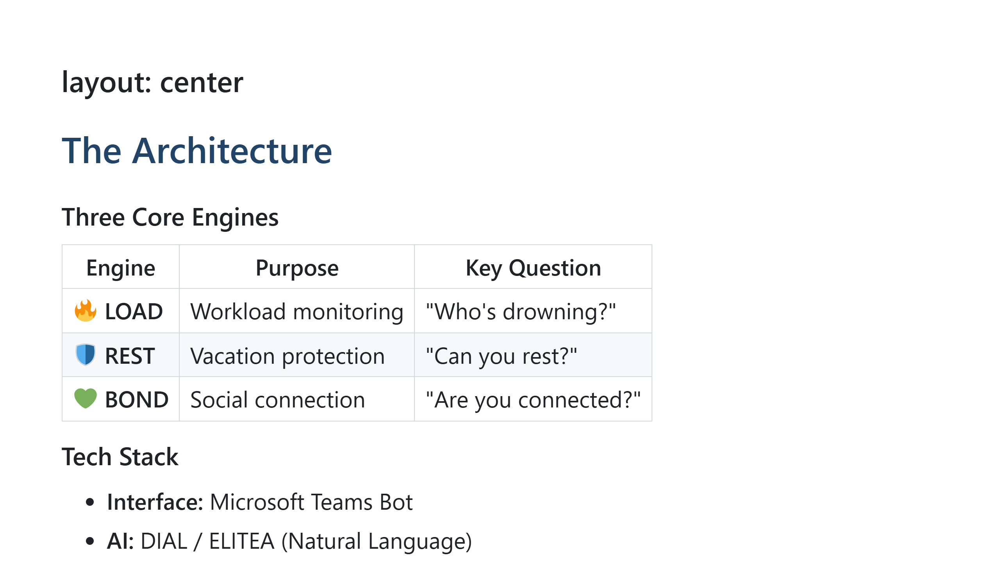 layout: center
The Architecture
Three Core Engines
Engine Purpose Key Question
🔥 LOAD Workload monitoring "Who's drowning?"
🛡️ REST Vacation protection "Can you rest?"
💚 BOND Social connection "Are you connected?"
Tech Stack
• Interface: Microsoft Teams Bot
• AI: DIAL / ELITEA (Natural Language)